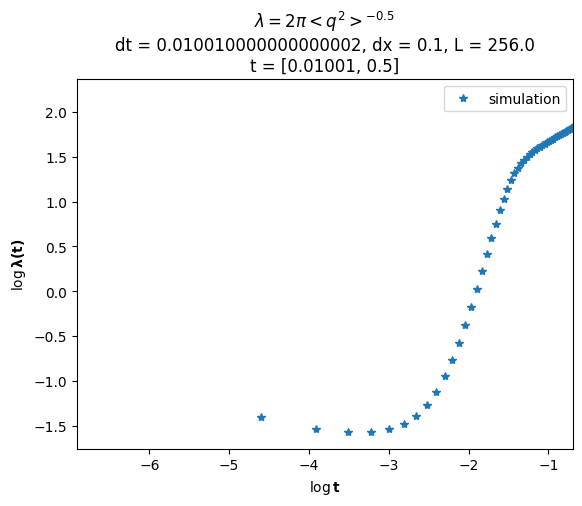 λ = 2π < q² >⁻⁰·⁵
dt = 0.010010000000000002, dx = 0.1, L = 256.0
t = [0.01001, 0.5]
simulation
log λ(t)
2.0
1.5
1.0
0.5
0.0
−0.5
−1.0
−1.5
−6 −5 −4 −3 −2 −1
log t